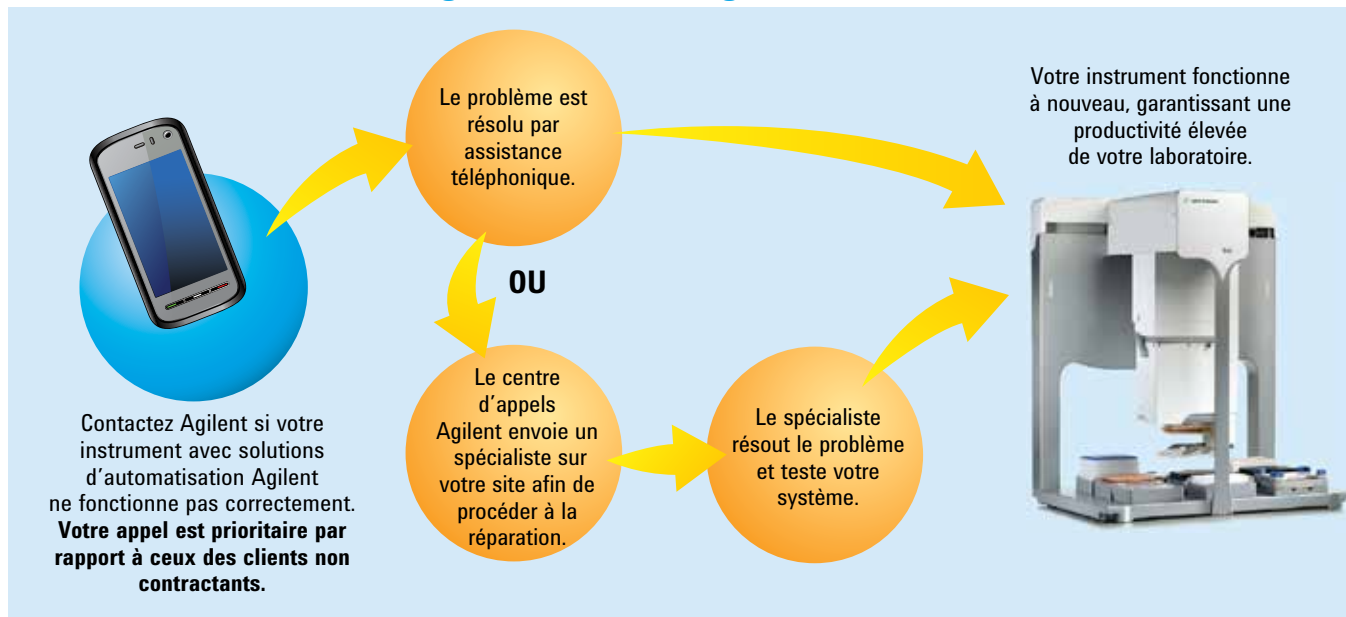 Contactez Agilent si votre
instrument avec solutions
d'automatisation Agilent
ne fonctionne pas correctement.
Votre appel est prioritaire par
rapport à ceux des clients non
contractants.
Le problème est
résolu par
assistance
téléphonique.
OU
Le centre
d'appels
Agilent envoie un
spécialiste sur
votre site afin de
procéder à la
réparation.
Le spécialiste
résout le problème
et teste votre
système.
Votre instrument fonctionne
à nouveau, garantissant une
productivité élevée
de votre laboratoire.